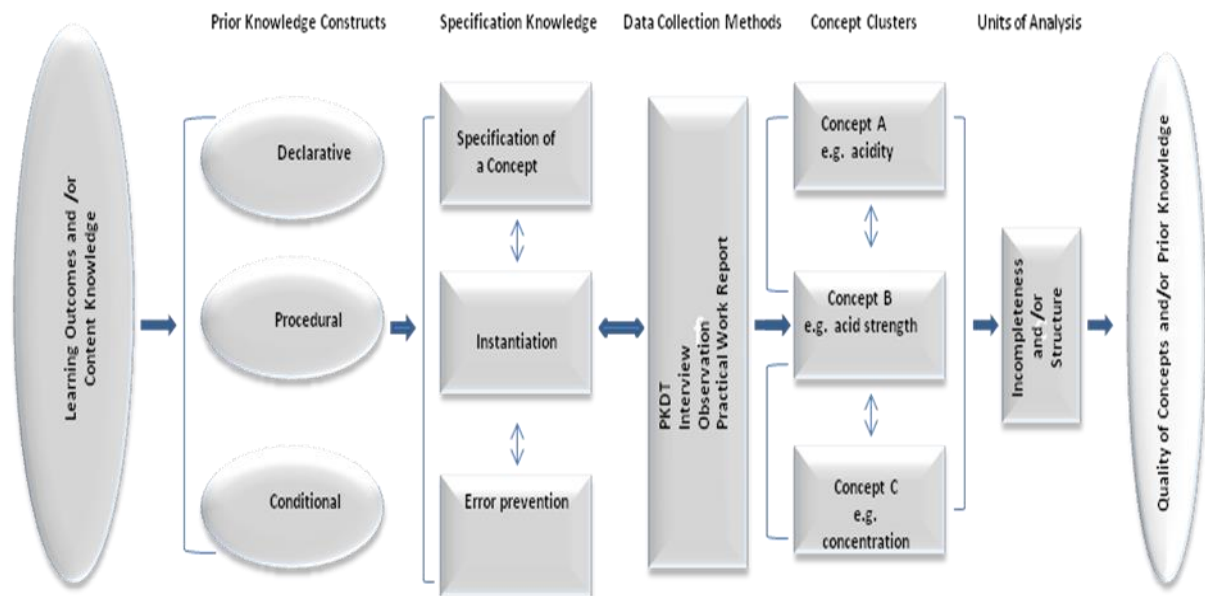 Prior Knowledge Constructs
Specification Knowledge
Data Collection Methods
Concept Clusters
Units of Analysis
Learning Outcomes and /or
Content Knowledge
Declarative
Procedural
Conditional
Specification of
a Concept
Instantiation
Error prevention
PKDT
Interview
Observation
Practical Work Report
Concept A
e.g. acidity
Concept B
e.g. acid strength
Concept C
e.g.
concentration
Incompleteness
and /or
Structure
Quality of Concepts and/or Prior Knowledge